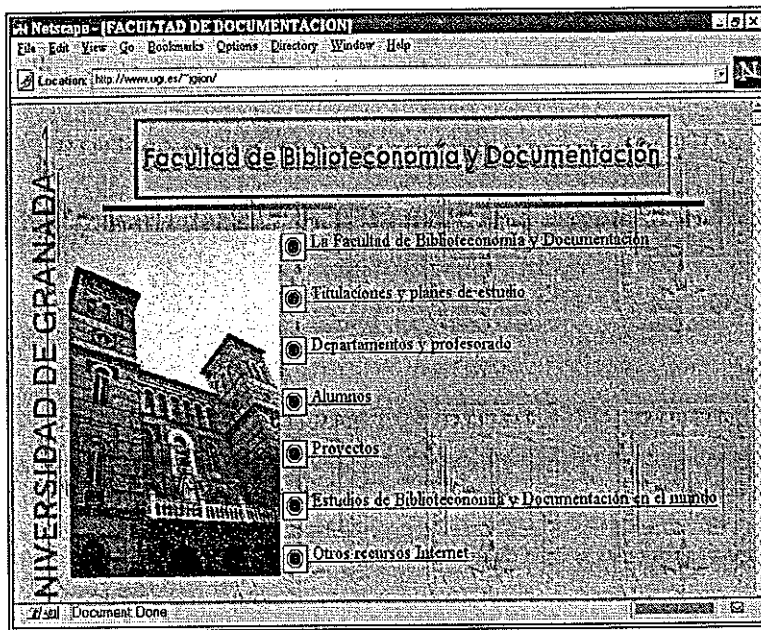 Netscape - [FACULTAD DE DOCUMENTACION]
File Edit View Go Bookmarks Options Directory Window Help
Location: http://www.ugr.es/~jgijon/
Facultad de Biblioteconomía y Documentación
NIVERSIDAD DE GRANADA
La Facultad de Biblioteconomía y Documentación
Titulaciones y planes de estudio
Departamentos y profesorado
Alumnos
Proyectos
Estudios de Biblioteconomía y Documentación en el mundo
Otros recursos Internet
Document Done